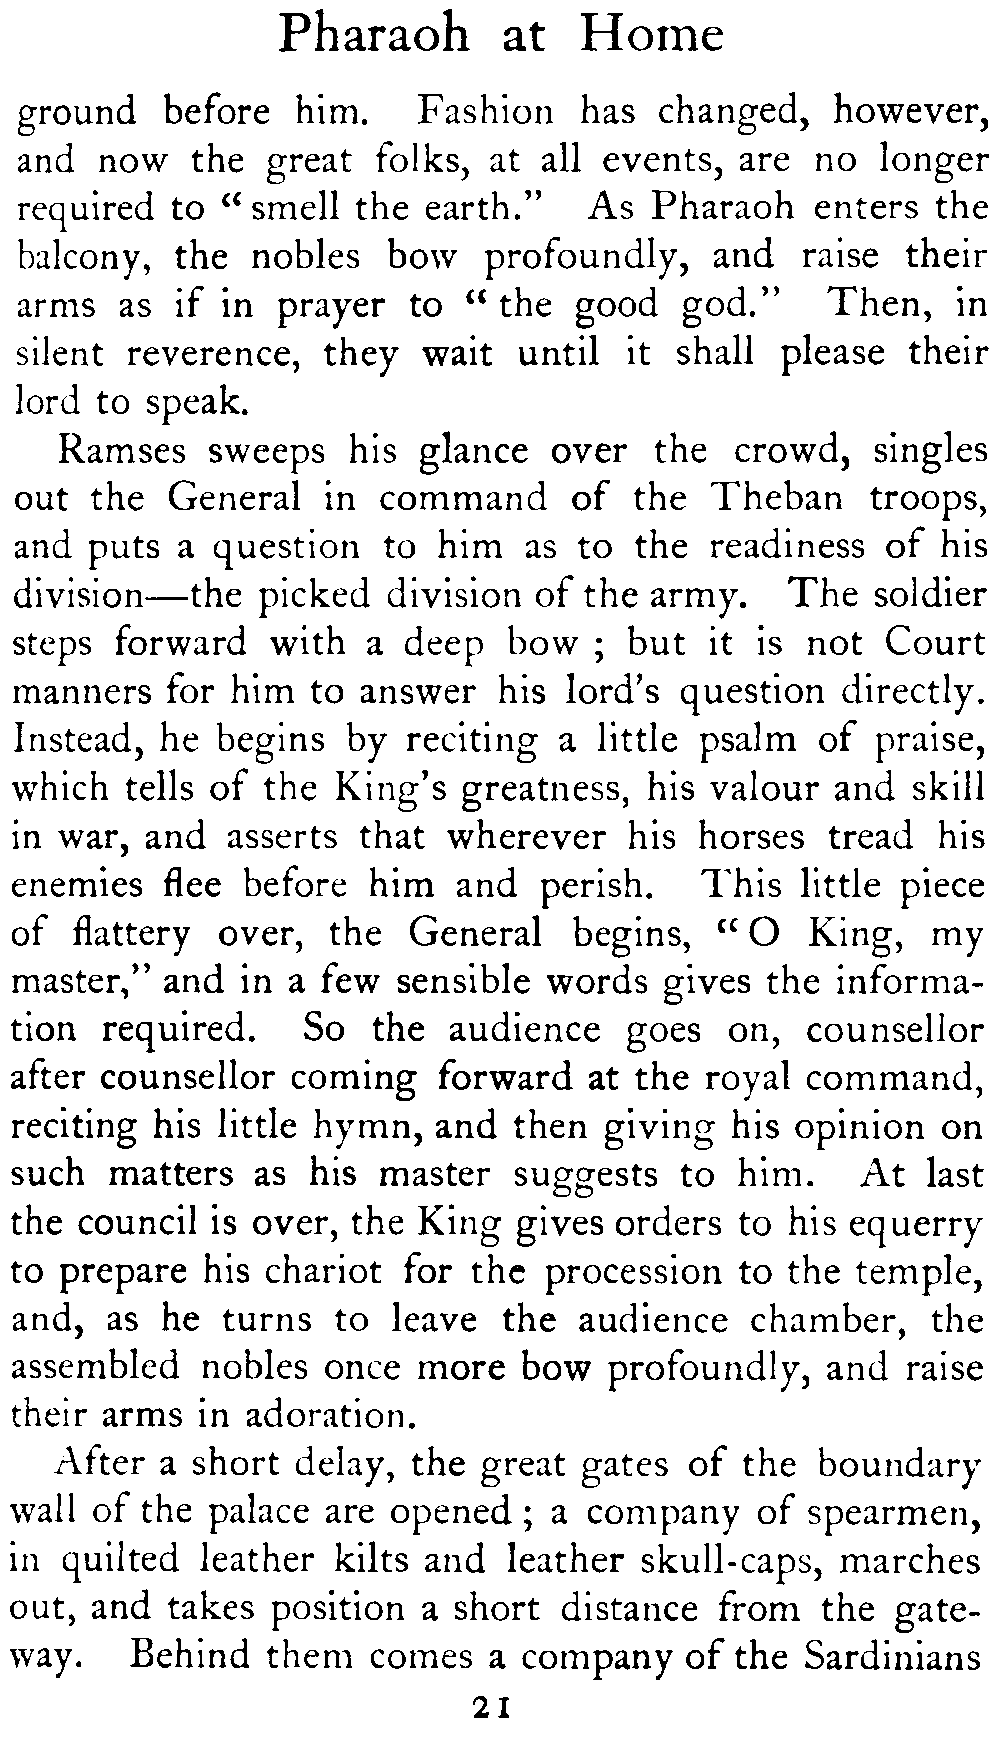 Pharaoh at Home
ground before him. Fashion has changed, however,
and now the great folks, at all events, are no longer
required to “ smell the earth.” As Pharaoh enters the
balcony, the nobles bow profoundly, and raise their
arms as if in prayer to “ the good god.” Then, in
silent reverence, they wait until it shall please their
lord to speak.
Ramses sweeps his glance over the crowd, singles
out the General in command of the Theban troops,
and puts a question to him as to the readiness of his
division—the picked division of the army. The soldier
steps forward with a deep bow ; but it is not Court
manners for him to answer his lord’s question directly.
Instead, he begins by reciting a little psalm of praise,
which tells of the King’s greatness, his valour and skill
in war, and asserts that wherever his horses tread his
enemies flee before him and perish. This little piece
of flattery over, the General begins, “ O King, my
master,” and in a few sensible words gives the informa-
tion required. So the audience goes on, counsellor
after counsellor coming forward at the royal command,
reciting his little hymn, and then giving his opinion on
such matters as his master suggests to him. At last
the council is over, the King gives orders to his equerry
to prepare his chariot for the procession to the temple,
and, as he turns to leave the audience chamber, the
assembled nobles once more bow profoundly, and raise
their arms in adoration.
After a short delay, the great gates of the boundary
wall of the palace are opened ; a company of spearmen,
in quilted leather kilts and leather skull-caps, marches
out, and takes position a short distance from the gate-
way. Behind them comes a company of the Sardinians
21